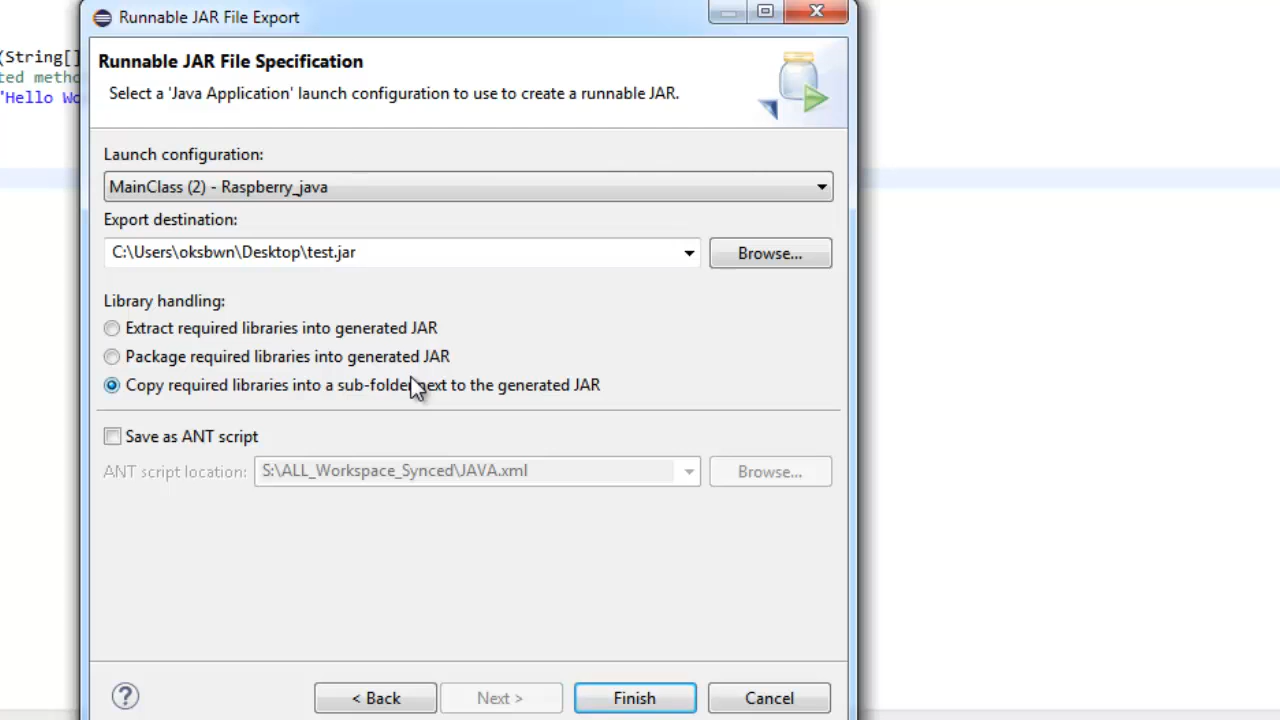 Runnable JAR File Export
(String[]
ted metho
"Hello Wo
Runnable JAR File Specification
Select a 'Java Application' launch configuration to use to create a runnable JAR.
Launch configuration:
MainClass (2) - Raspberry_java
Export destination:
C:\Users\oksbwn\Desktop\test.jar
Browse...
Library handling:
Extract required libraries into generated JAR
Package required libraries into generated JAR
Copy required libraries into a sub-folder next to the generated JAR
Save as ANT script
ANT script location:
S:\ALL_Workspace_Synced\JAVA.xml
Browse...
?
< Back
Next >
Finish
Cancel